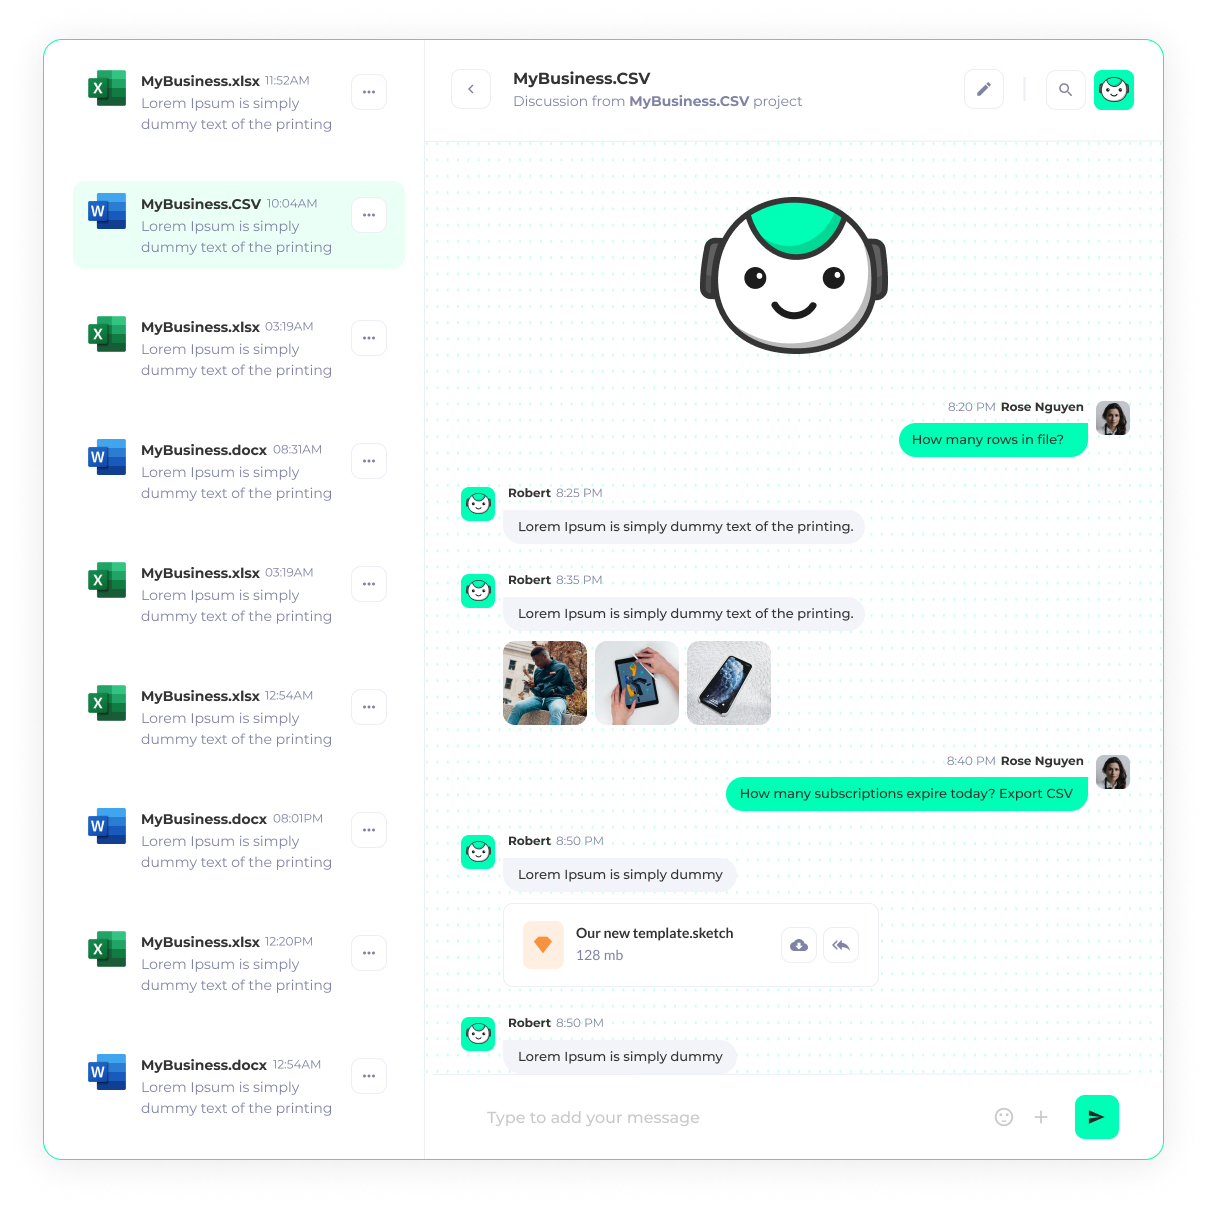 MyBusiness.xlsx 11:52AM
Lorem Ipsum is simply
dummy text of the printing
MyBusiness.CSV 10:04AM
Lorem Ipsum is simply
dummy text of the printing
MyBusiness.xlsx 03:19AM
Lorem Ipsum is simply
dummy text of the printing
MyBusiness.docx 08:31AM
Lorem Ipsum is simply
dummy text of the printing
MyBusiness.xlsx 03:19AM
Lorem Ipsum is simply
dummy text of the printing
MyBusiness.xlsx 12:54AM
Lorem Ipsum is simply
dummy text of the printing
MyBusiness.docx 08:01PM
Lorem Ipsum is simply
dummy text of the printing
MyBusiness.xlsx 12:20PM
Lorem Ipsum is simply
dummy text of the printing
MyBusiness.docx 12:54AM
Lorem Ipsum is simply
dummy text of the printing
MyBusiness.CSV
Discussion from MyBusiness.CSV project
8:20 PM Rose Nguyen
How many rows in file?
Robert 8:25 PM
Lorem Ipsum is simply dummy text of the printing.
Robert 8:35 PM
Lorem Ipsum is simply dummy text of the printing.
8:40 PM Rose Nguyen
How many subscriptions expire today? Export CSV
Robert 8:50 PM
Lorem Ipsum is simply dummy
Our new template.sketch
128 mb
Robert 8:50 PM
Lorem Ipsum is simply dummy
Type to add your message